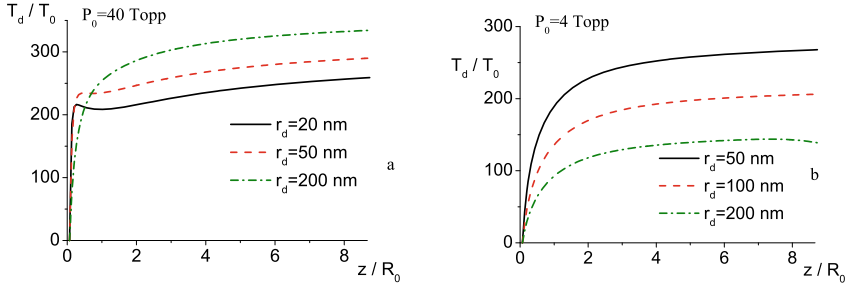 T_d / T_0
P_0=40 Topp
300
200
100
0
r_d=20 nm
r_d=50 nm
r_d=200 nm
a
0 2 4 6 8
z / R_0
P_0=4 Topp
T_d / T_0
300
200
100
0
r_d=50 nm
r_d=100 nm
r_d=200 nm
b
0 2 4 6 8
z / R_0